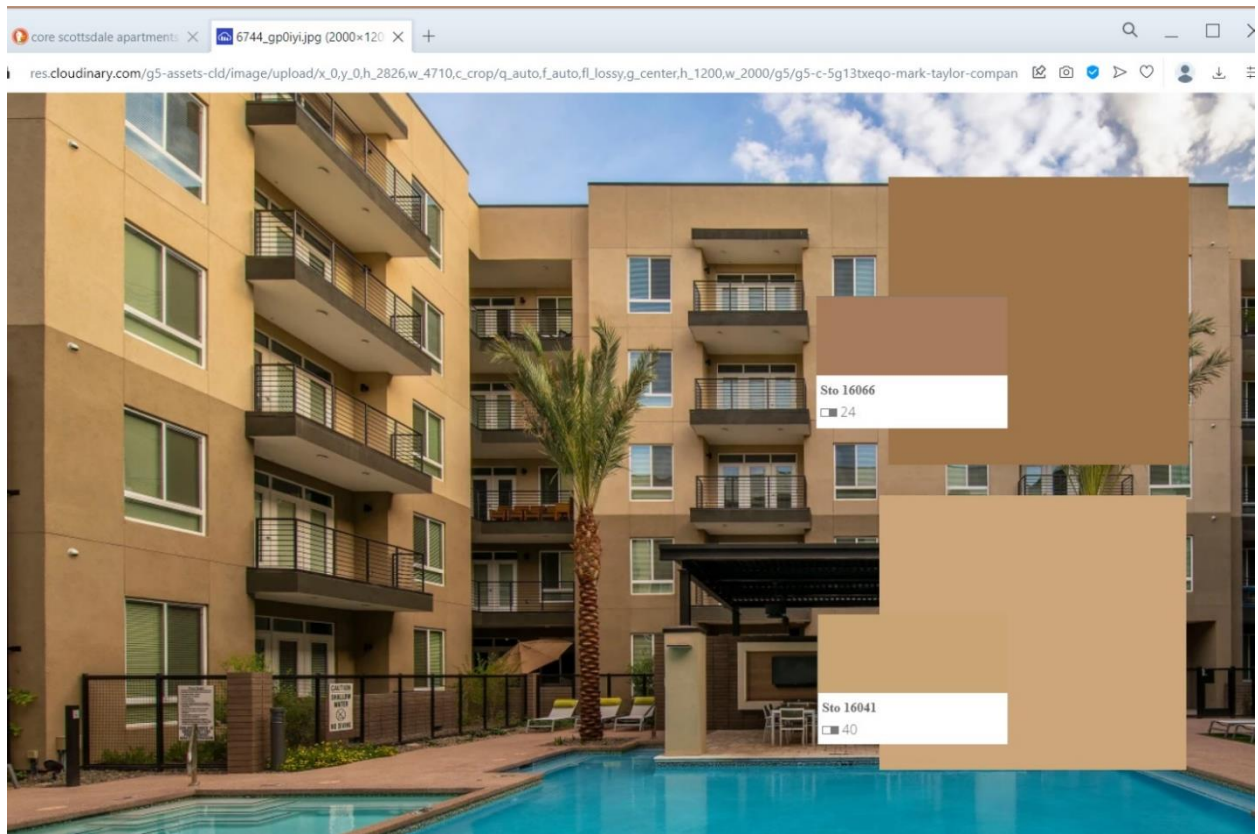 core scottsdale apartment
6744_gp0iyi.jpg (2000×120
res.cloudinary.com/g5-assets-cld/image/upload/x_0,y_0,h_2826,w_4710,c_crop/q_auto,f_auto,fl_lossy,g_center,h_1200,w_2000/g5/g5-c-5g13txeqo-mark-taylor-compan
Sto 16066
24
Sto 16041
40
CAUTION
SHALLOW
WATER
NO DIVING